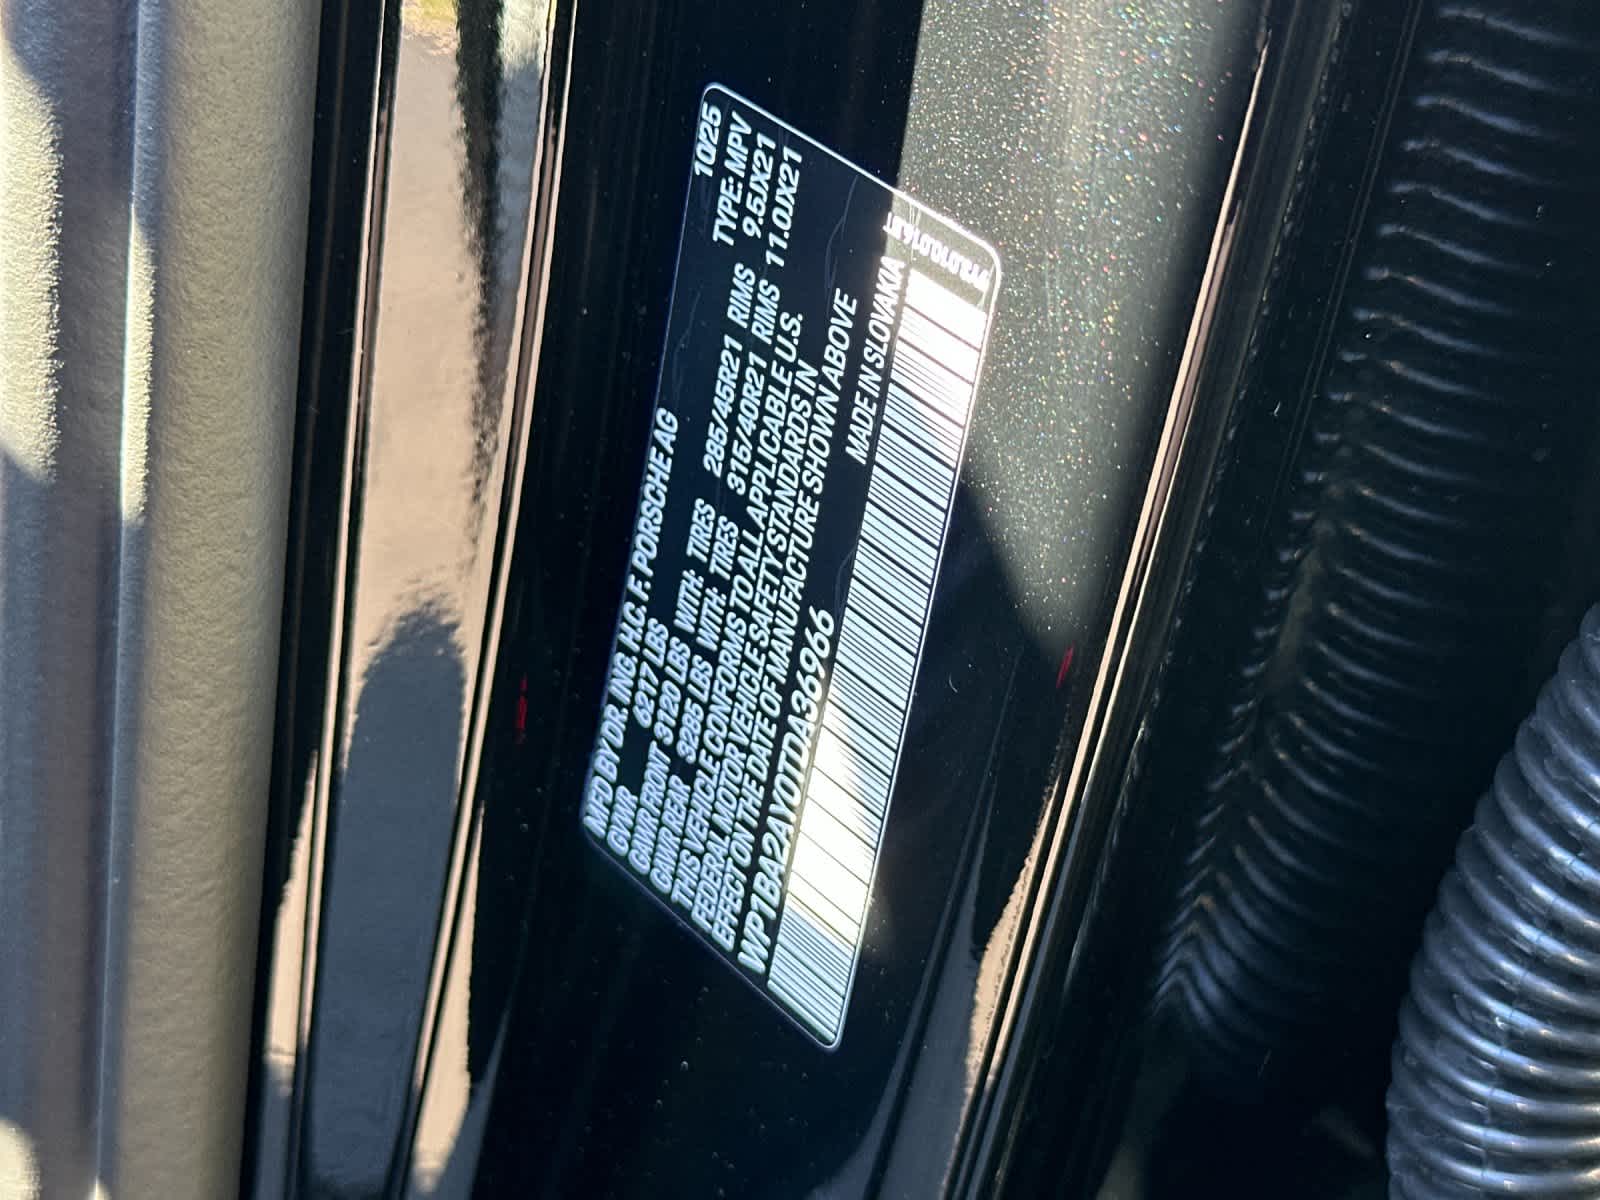 MFD BY DR. ING. H.C. F. PORSCHE AG 10/25
GVWR 6217 LBS TYPE: MPV
GAWR FRONT 3120 LBS WITH: TIRES 285/45R21 RIMS 9.5JX21
GAWR REAR 3285 LBS WITH: TIRES 315/40R21 RIMS 11.0JX21
THIS VEHICLE CONFORMS TO ALL APPLICABLE U.S.
FEDERAL MOTOR VEHICLE SAFETY STANDARDS IN
EFFECT ON THE DATE OF MANUFACTURE SHOWN ABOVE
WP1BA2AY0TDA36966 MADE IN SLOVAKIA